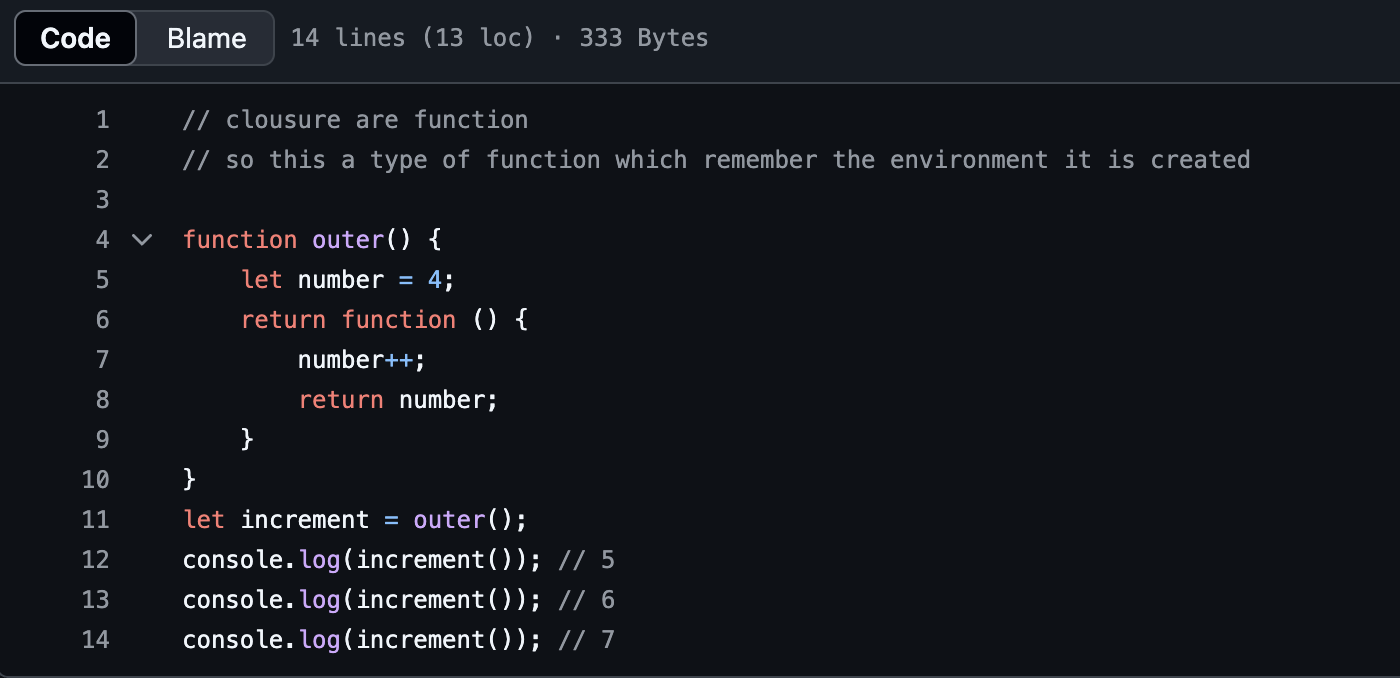 Code Blame 14 lines (13 loc) · 333 Bytes
1 // clousure are function
2 // so this a type of function which remember the environment it is created
3
4 function outer() {
5     let number = 4;
6     return function () {
7         number++;
8         return number;
9     }
10 }
11 let increment = outer();
12 console.log(increment()); // 5
13 console.log(increment()); // 6
14 console.log(increment()); // 7